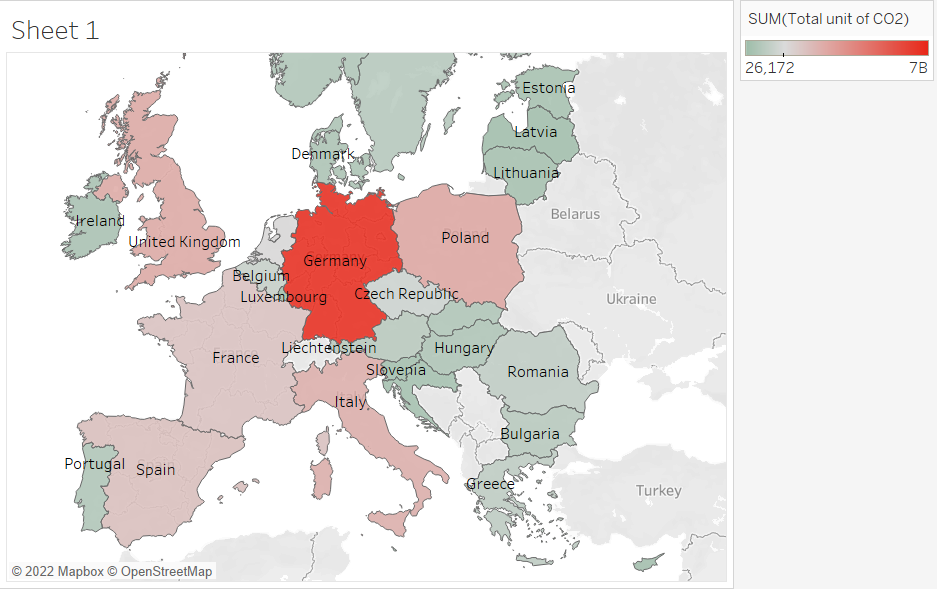 Sheet 1
SUM(Total unit of CO2)
26,172 7B
Estonia
Latvia
Denmark
Lithuania
Belarus
Ireland
United Kingdom
Poland
Germany
Belgium
Czech Republic
Luxembourg
Ukraine
Liechtenstein
Hungary
France
Slovenia
Romania
Italy
Bulgaria
Portugal
Spain
Greece
Turkey
© 2022 Mapbox © OpenStreetMap